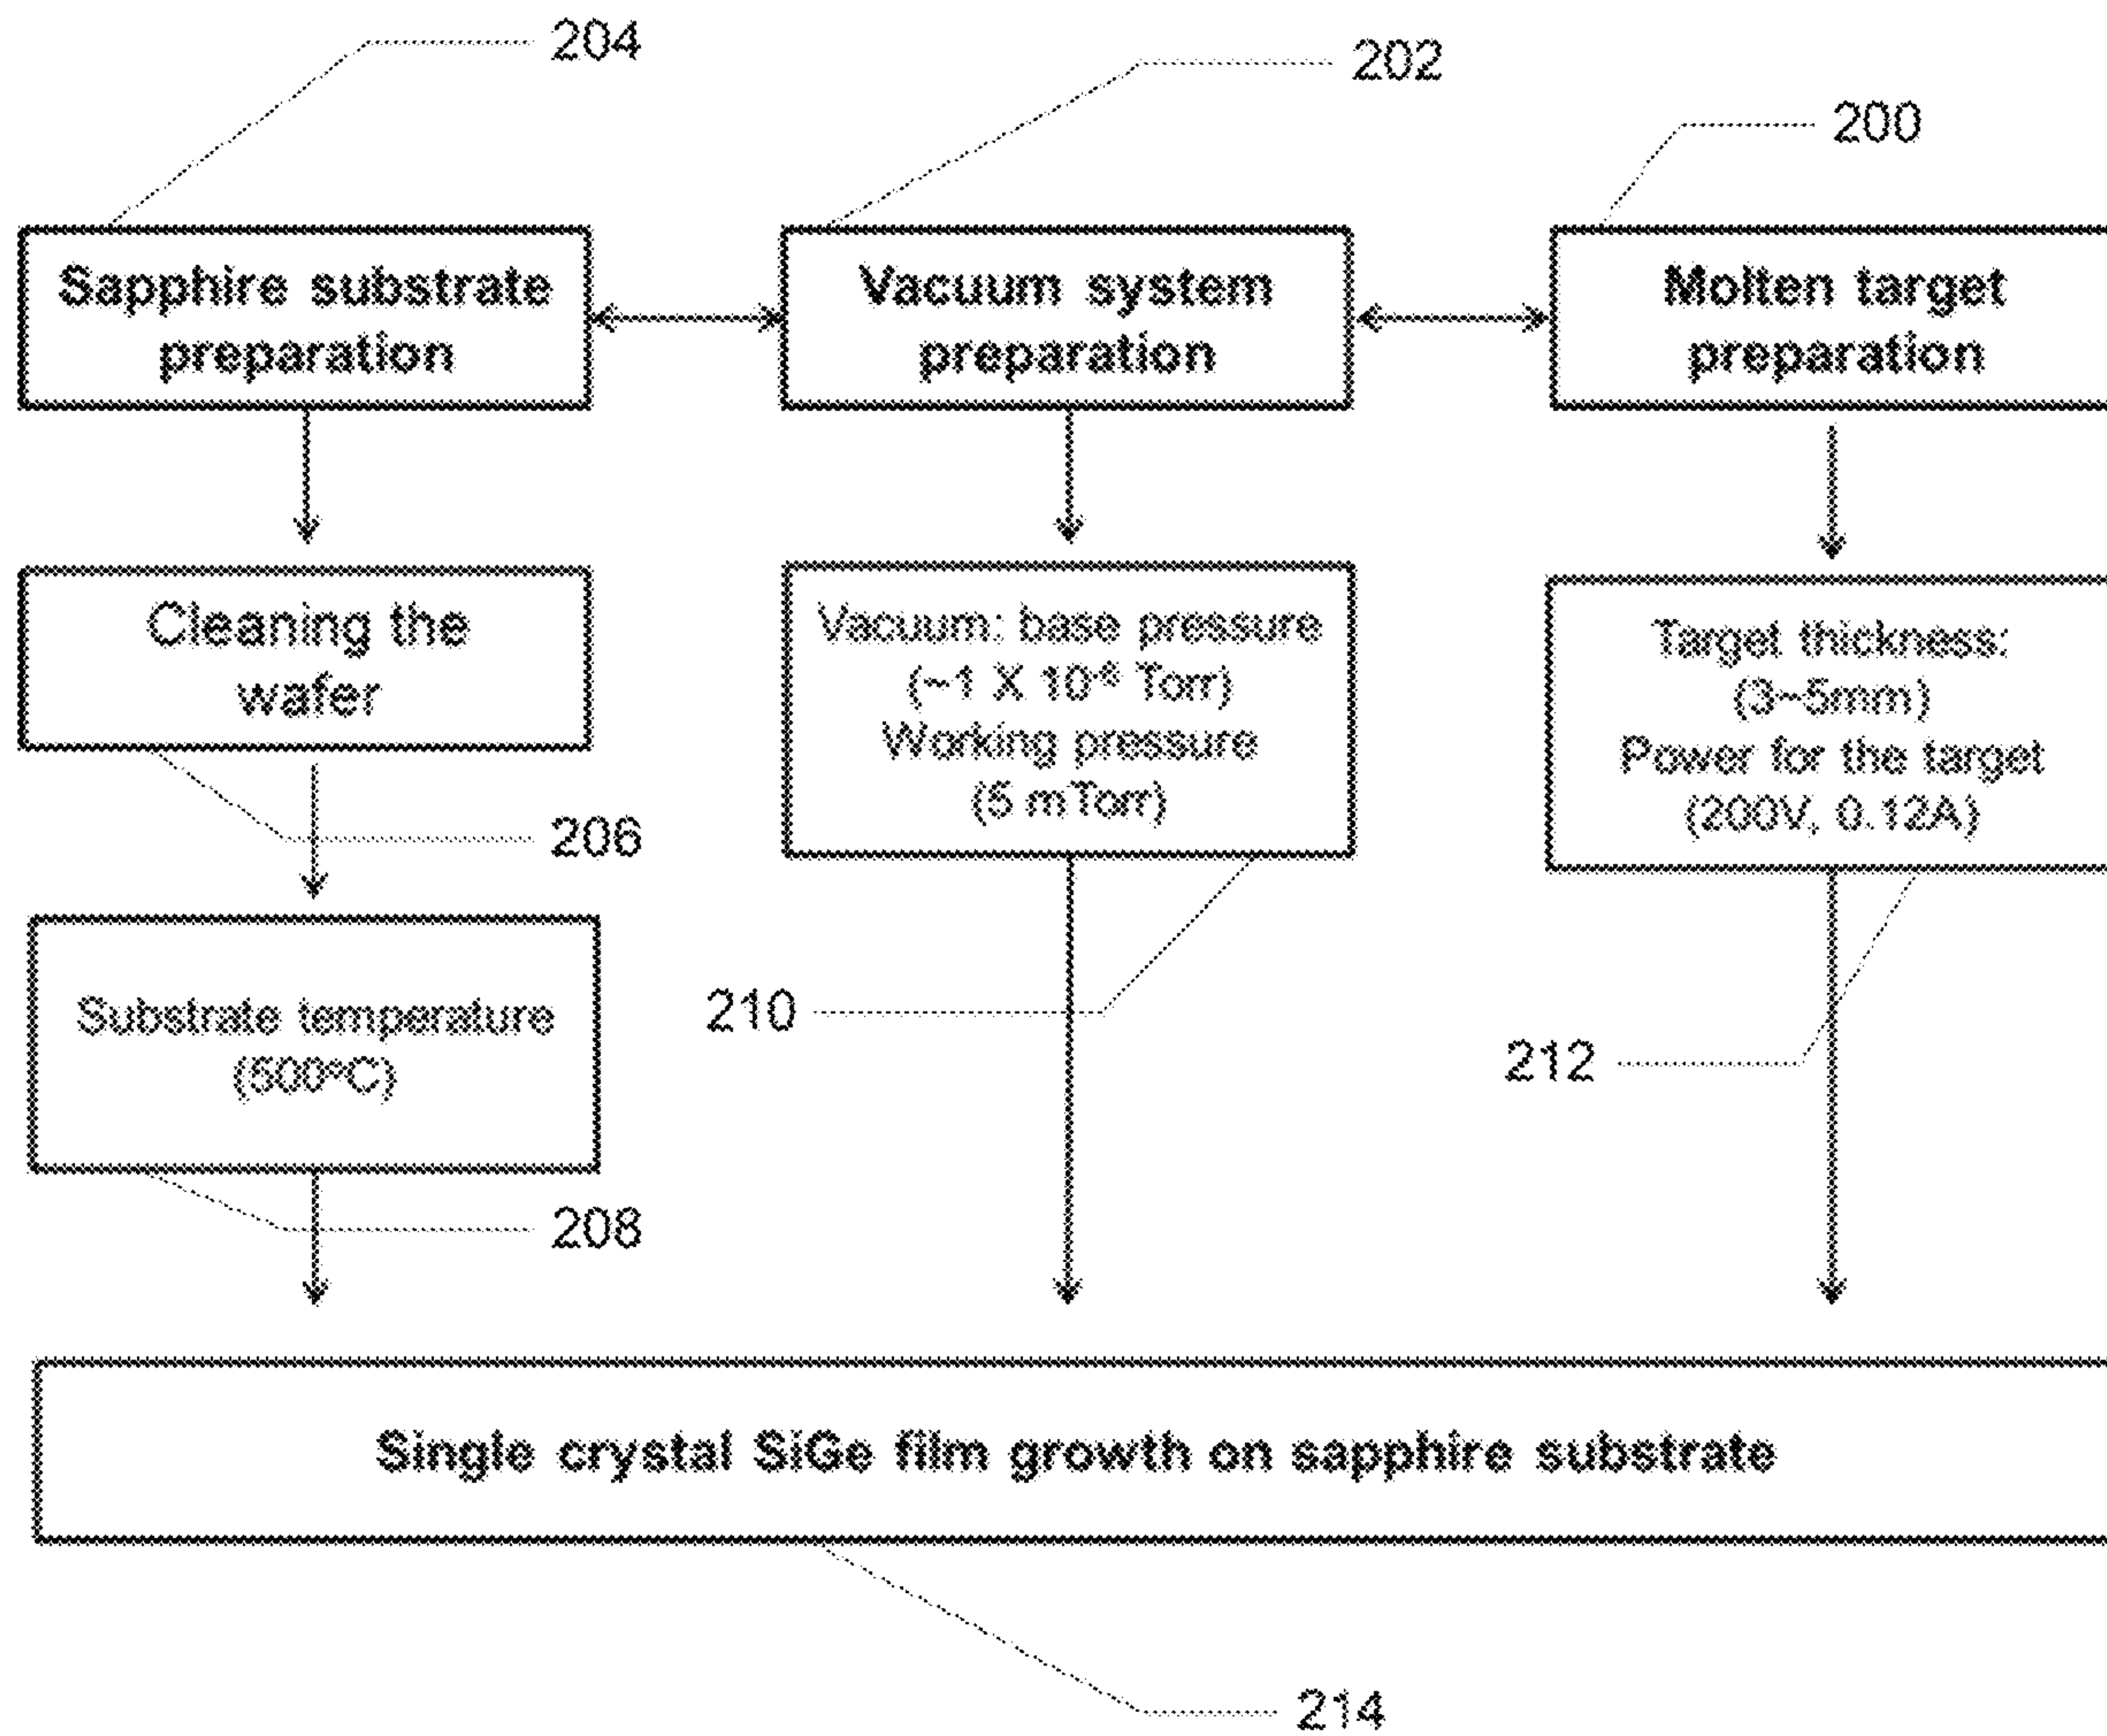 204
202
200
Sapphire substrate
preparation
Vacuum system
preparation
Molten target
preparation
Cleaning the
wafer
206
Vacuum: base pressure
(~1 X 10⁻⁶ Torr)
Working pressure
(5 mTorr)
210
Target thickness:
(3~5mm)
Power for the target
(200V, 0.12A)
212
Substrate temperature
(500ºC)
208
Single crystal SiGe film growth on sapphire substrate
214